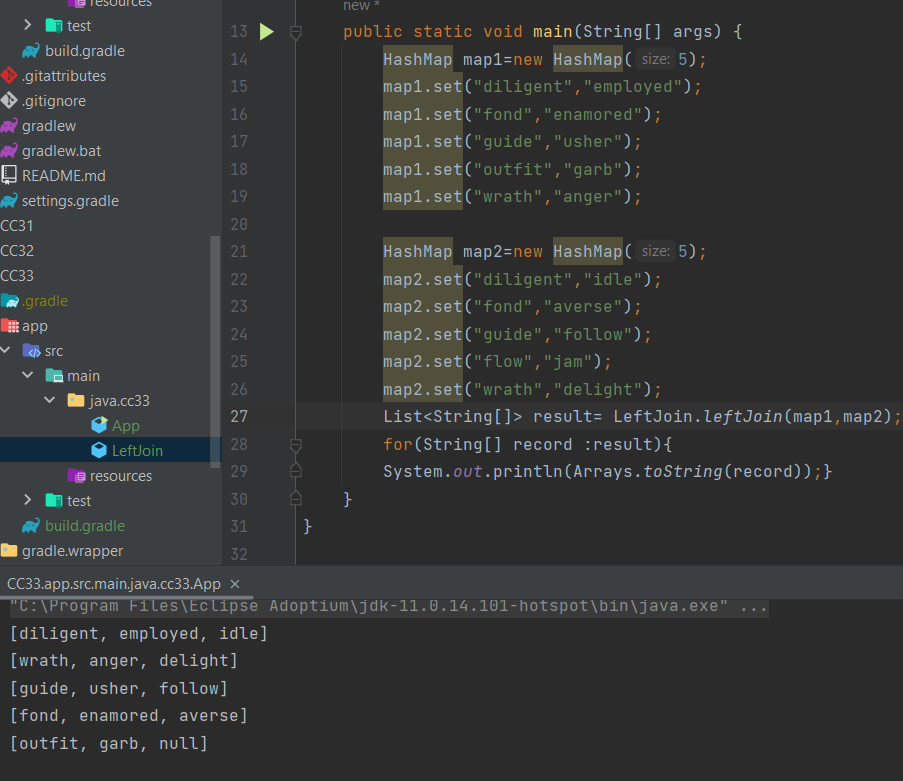 resources
test
build.gradle
.gitattributes
.gitignore
gradlew
gradlew.bat
README.md
settings.gradle
CC31
CC32
CC33
.gradle
app
src
main
java.cc33
App
LeftJoin
resources
test
build.gradle
gradle.wrapper
new *
13 public static void main(String[] args) {
14 HashMap map1=new HashMap( size: 5);
15 map1.set("diligent","employed");
16 map1.set("fond","enamored");
17 map1.set("guide","usher");
18 map1.set("outfit","garb");
19 map1.set("wrath","anger");
20
21 HashMap map2=new HashMap( size: 5);
22 map2.set("diligent","idle");
23 map2.set("fond","averse");
24 map2.set("guide","follow");
25 map2.set("flow","jam");
26 map2.set("wrath","delight");
27 List<String[]> result= LeftJoin.leftJoin(map1,map2);
28 for(String[] record :result){
29 System.out.println(Arrays.toString(record));}
30 }
31 }
32
CC33.app.src.main.java.cc33.App ×
"C:\Program Files\Eclipse Adoptium\jdk-11.0.14.101-hotspot\bin\java.exe" ...
[diligent, employed, idle]
[wrath, anger, delight]
[guide, usher, follow]
[fond, enamored, averse]
[outfit, garb, null]